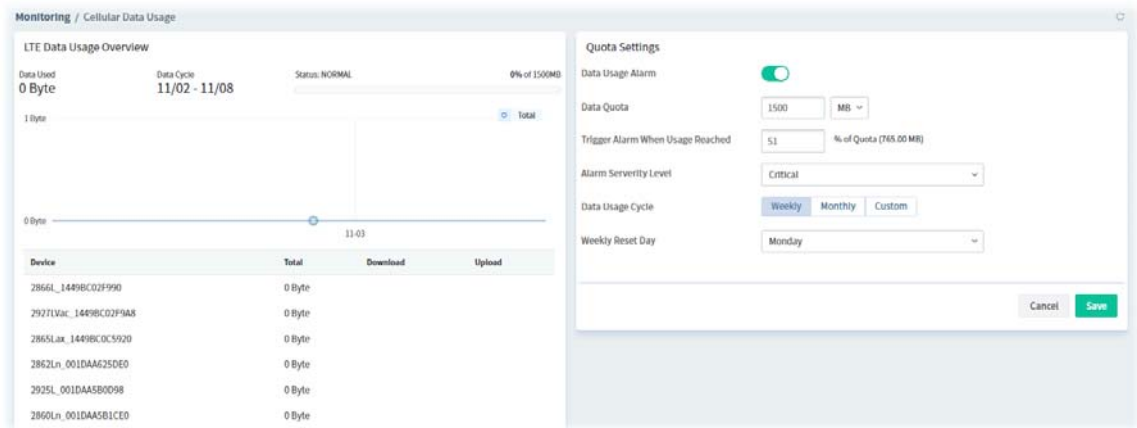 Monitoring / Cellular Data Usage
LTE Data Usage Overview
Data Used
0 Byte
Data Cycle
11/02 - 11/08
Status: NORMAL
0% of 1500MB
1 Byte
Total
0 Byte
11-03
Device Total Download Upload
2866L_1449BC02F990 0 Byte
2927LVac_1449BC02F9A8 0 Byte
2865Lax_1449BC0C5920 0 Byte
2862Ln_001DAA625DE0 0 Byte
2925L_001DAA5B0D98 0 Byte
2860Ln_001DAA5B1CE0 0 Byte
Quota Settings
Data Usage Alarm
Data Quota 1500 MB
Trigger Alarm When Usage Reached 51 % of Quota (765.00 MB)
Alarm Serverity Level Critical
Data Usage Cycle Weekly Monthly Custom
Weekly Reset Day Monday
Cancel Save